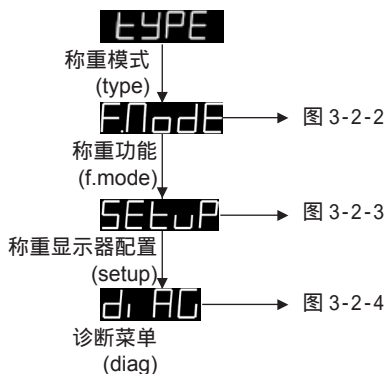 tYPE
称重模式
(type)
F.ModE
图 3-2-2
称重功能
(f.mode)
SEtuP
图 3-2-3
称重显示器配置
(setup)
di AG
图 3-2-4
诊断菜单
(diag)